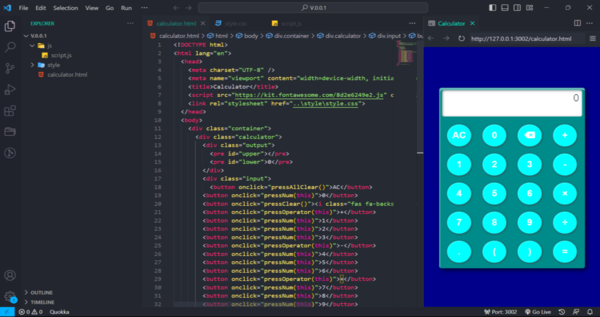 File Edit Selection View Go Run
V.0.0.1
EXPLORER
V.0.0.1
js
script.js
style
calculator.html
OUTLINE
TIMELINE
calculator.html
style.css
script.js
calculator.html > html > body > div.container > div.calculator > div.input
1 <!DOCTYPE html>
2 <html lang="en">
3 <head>
4 <meta charset="UTF-8" />
5 <meta name="viewport" content="width=device-width, initia
6 <title>Calculator</title>
7 <script src="https://kit.fontawesome.com/8d2e6249e2.js" c
8 <link rel="stylesheet" href="..\style\style.css">
9 </head>
10 <body>
11 <div class="container">
12 <div class="calculator">
13 <div class="output">
14 <pre id="upper"></pre>
15 <pre id="lower">0</pre>
16 </div>
17 <div class="input">
18 <button onclick="pressAllClear()">AC</button>
19 <button onclick="pressNum(this)">0</button>
20 <button onclick="pressClear()"><i class="fas fa-backs
21 <button onclick="pressOperator(this)">+</button>
22 <button onclick="pressNum(this)">1</button>
23 <button onclick="pressNum(this)">2</button>
24 <button onclick="pressNum(this)">3</button>
25 <button onclick="pressOperator(this)">-</button>
26 <button onclick="pressNum(this)">4</button>
27 <button onclick="pressNum(this)">5</button>
28 <button onclick="pressNum(this)">6</button>
29 <button onclick="pressOperator(this)">×</button>
30 <button onclick="pressNum(this)">7</button>
31 <button onclick="pressNum(this)">8</button>
32 <button onclick="pressNum(this)">9</button>
Calculator
http://127.0.0.1:3002/calculator.html
0
AC 0 +
1 2 3 -
4 5 6 ×
7 8 9 ÷
. ( ) =
0 0 Quokka
Port: 3002 Go Live